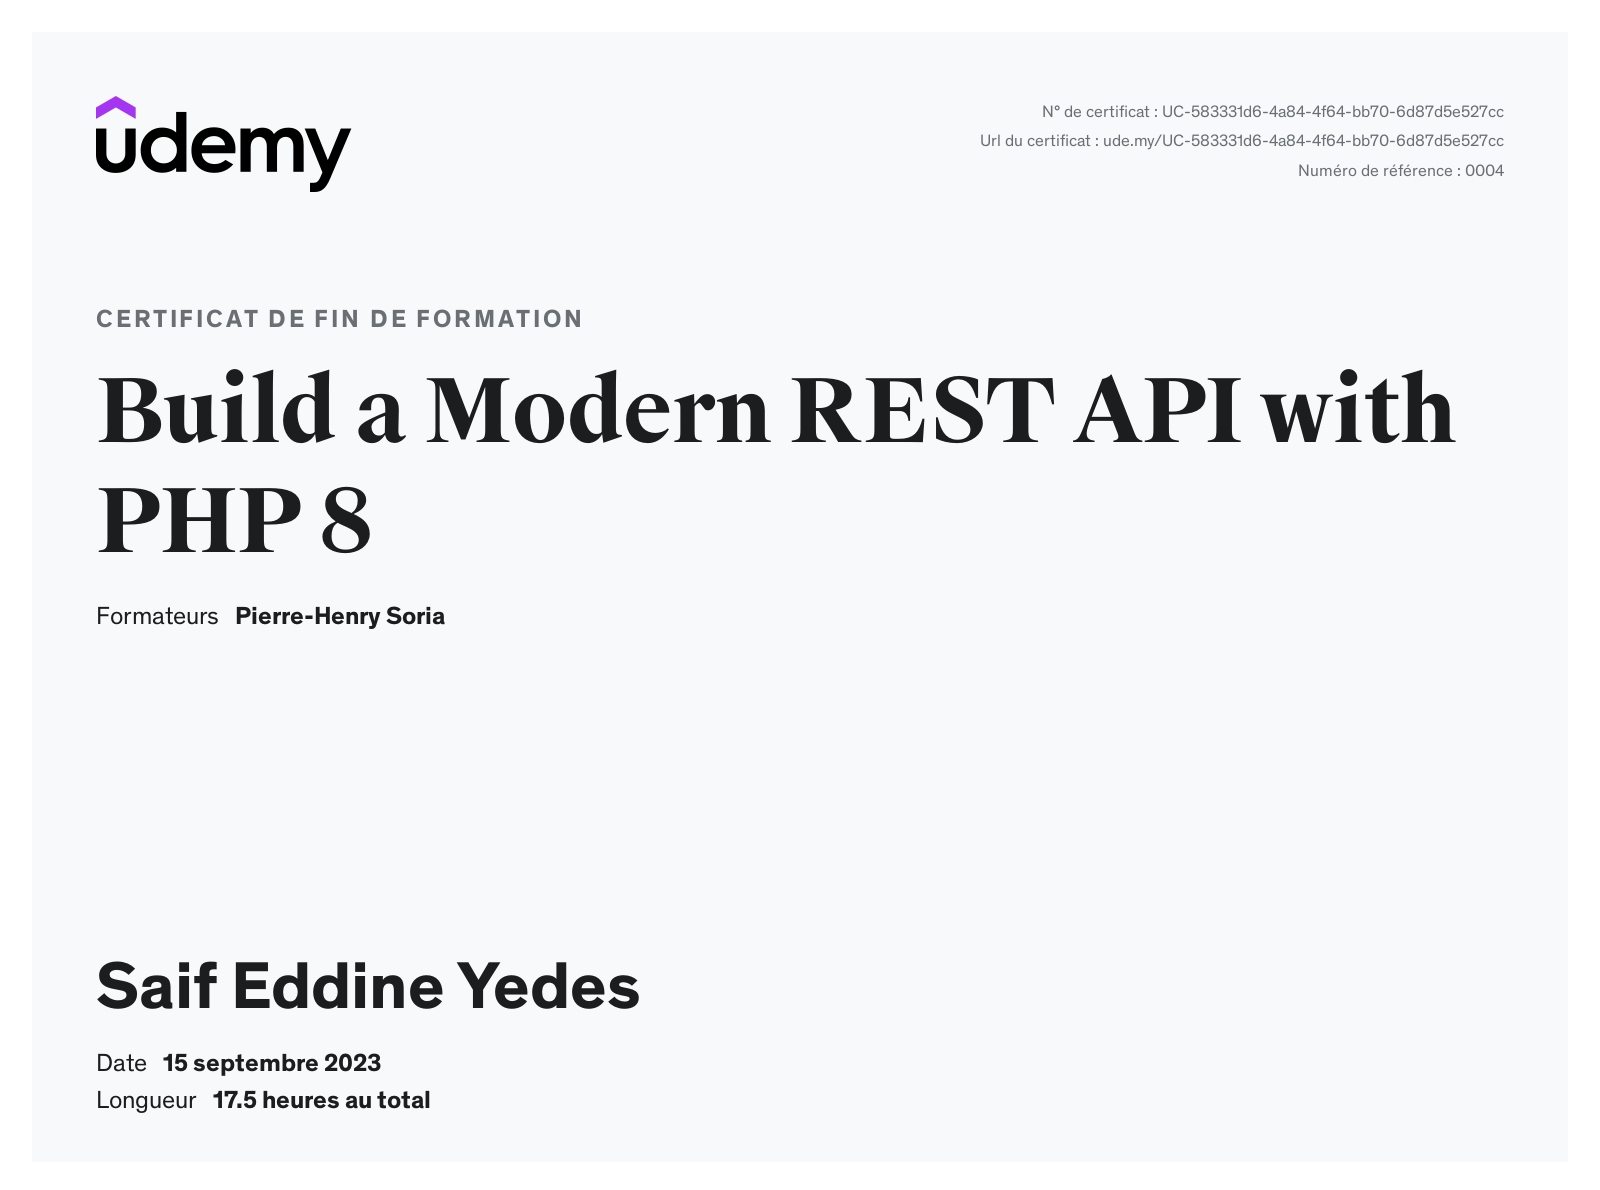 udemy
N° de certificat : UC-583331d6-4a84-4f64-bb70-6d87d5e527cc
Url du certificat : ude.my/UC-583331d6-4a84-4f64-bb70-6d87d5e527cc
Numéro de référence : 0004
CERTIFICAT DE FIN DE FORMATION
Build a Modern REST API with
PHP 8
Formateurs Pierre-Henry Soria
Saif Eddine Yedes
Date 15 septembre 2023
Longueur 17.5 heures au total